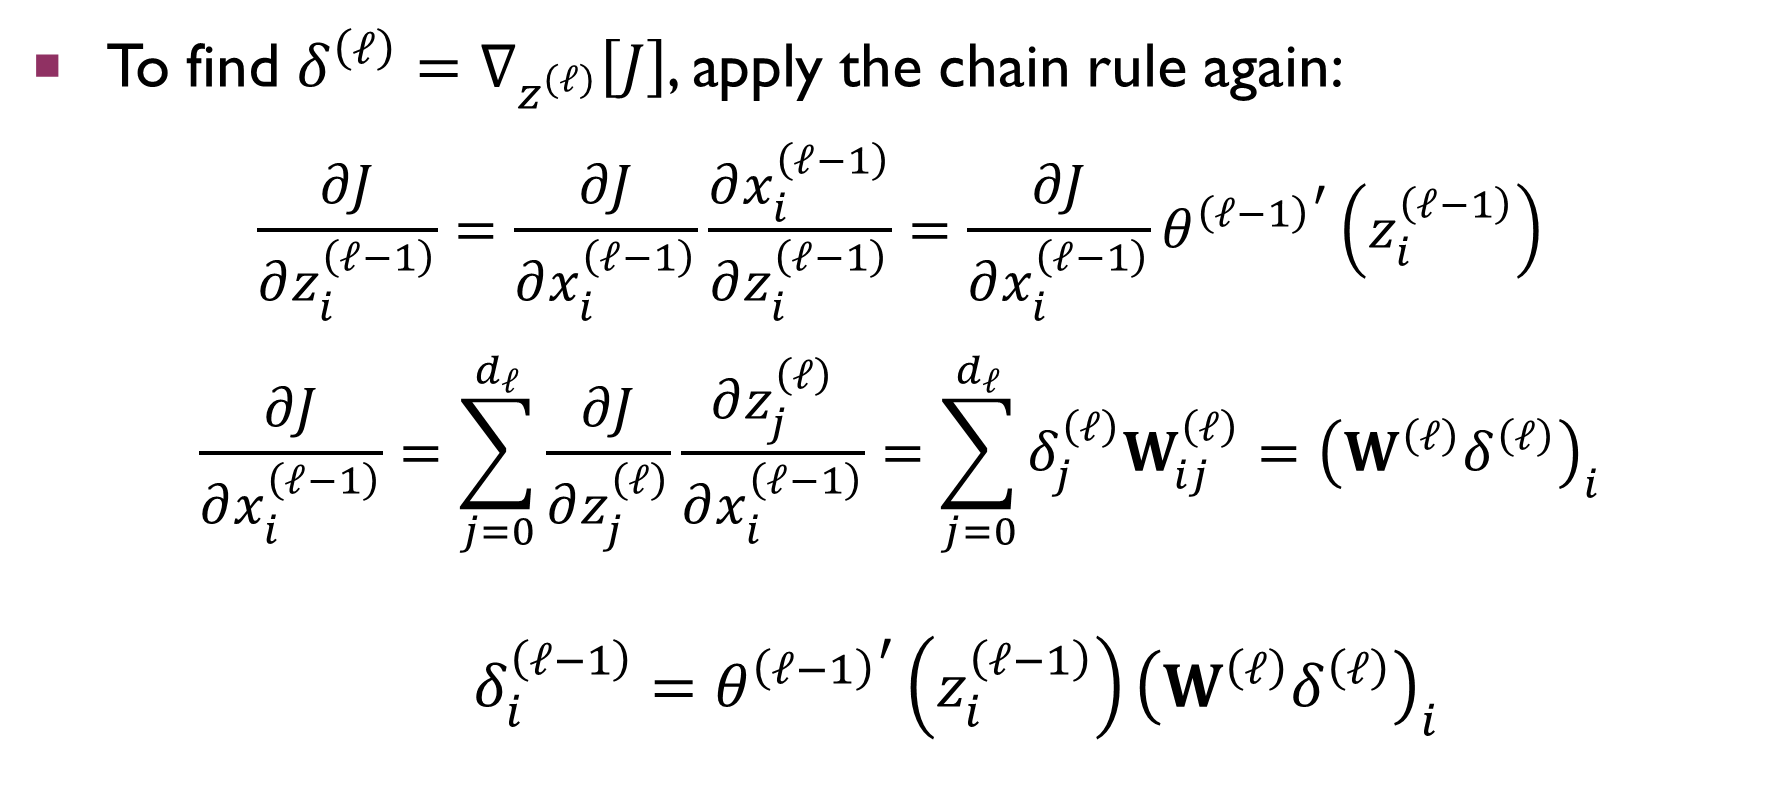 ▪ To find δ^(ℓ) = ∇_{z^(ℓ)}[J], apply the chain rule again:
∂J/∂z_i^(ℓ−1) = ∂J/∂x_i^(ℓ−1) ∂x_i^(ℓ−1)/∂z_i^(ℓ−1) = ∂J/∂x_i^(ℓ−1) θ^(ℓ−1)′(z_i^(ℓ−1))
∂J/∂x_i^(ℓ−1) = ∑_{j=0}^{d_ℓ} ∂J/∂z_j^(ℓ) ∂z_j^(ℓ)/∂x_i^(ℓ−1) = ∑_{j=0}^{d_ℓ} δ_j^(ℓ) 𝐖_ij^(ℓ) = (𝐖^(ℓ) δ^(ℓ))_i
δ_i^(ℓ−1) = θ^(ℓ−1)′(z_i^(ℓ−1)) (𝐖^(ℓ) δ^(ℓ))_i